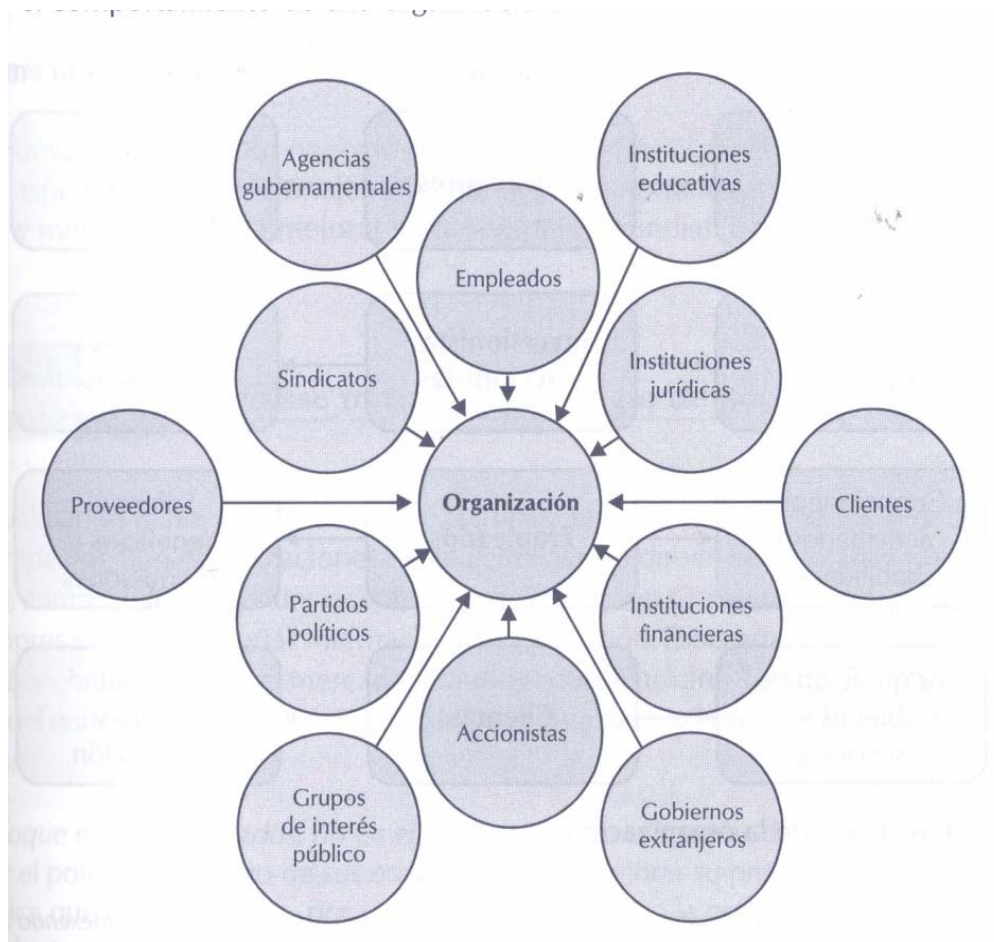 Agencias
gubernamentales
Instituciones
educativas
Empleados
Sindicatos
Instituciones
jurídicas
Proveedores
Organización
Clientes
Partidos
políticos
Instituciones
financieras
Accionistas
Grupos
de interés
público
Gobiernos
extranjeros